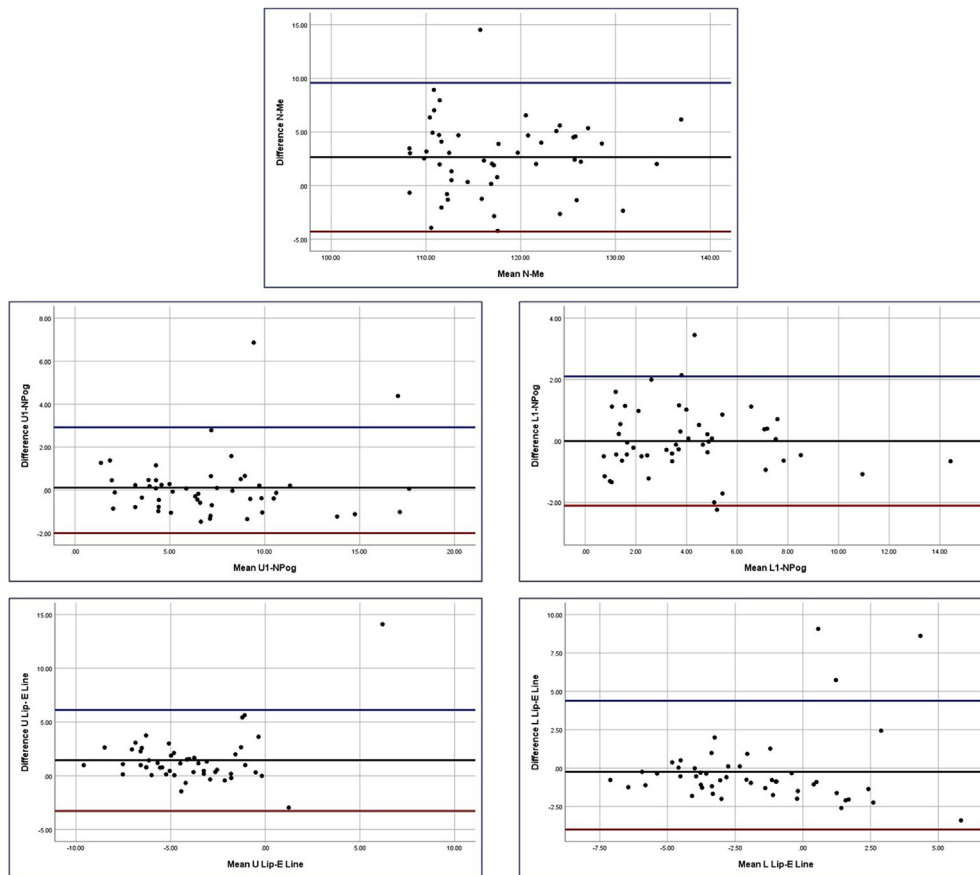 15.00
10.00
5.00
.00
-5.00
Difference N-Me
100.00 110.00 120.00 130.00 140.00
Mean N-Me
8.00
6.00
4.00
2.00
.00
-2.00
Difference U1-NPog
.00 5.00 10.00 15.00 20.00
Mean U1-NPog
4.00
2.00
.00
-2.00
Difference L1-NPog
.00 2.00 4.00 6.00 8.00 10.00 12.00 14.00
Mean L1-NPog
15.00
10.00
5.00
.00
-5.00
Difference U Lip- E Line
-10.00 -5.00 .00 5.00 10.00
Mean U Lip-E Line
10.00
7.50
5.00
2.50
.00
-2.50
Difference L Lip-E Line
-7.50 -5.00 -2.50 .00 2.50 5.00
Mean L Lip-E Line